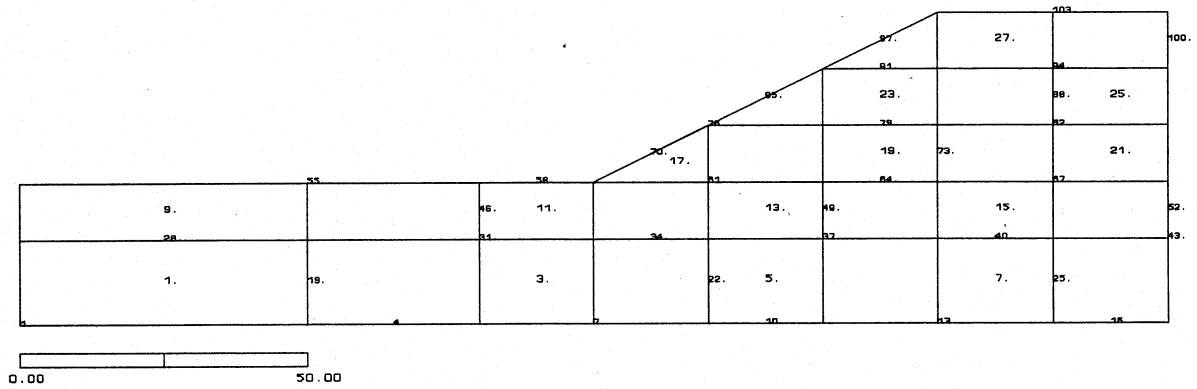 103.
97. 27. 100.
91 94
95. 23. 88. 25.
76 79 82
70. 17. 19. 73. 21.
55 58 61 64 67
9. 46. 11. 13. 49. 15. 52.
28 31 34 37 40 43.
1. 19. 3. 22. 5. 7. 25.
1 4 7 10 13 16
0.00 50.00